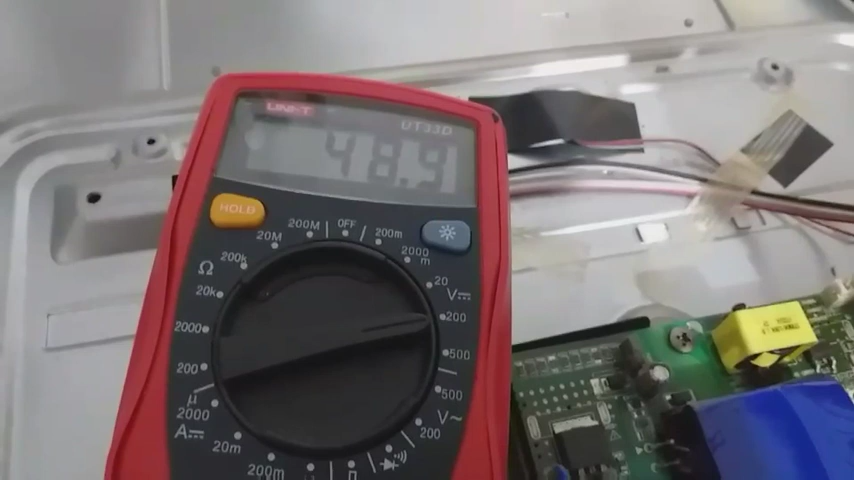 UNI-T
UT33D
48.9
HOLD
OFF
200M
20M
200k
Ω
20k
2000
200
μ
2000
A⎓
20m
200m
200m
2000
m
20
V⎓
200
500
500
V~
200